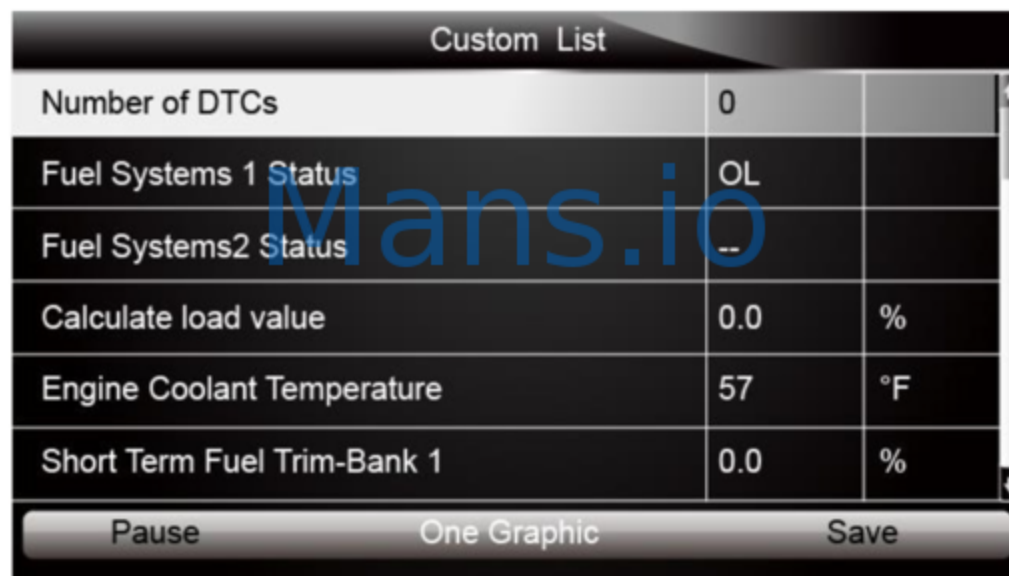 Custom List
Number of DTCs 0
Fuel Systems 1 Status OL
Fuel Systems2 Status --
Mans.io
Calculate load value 0.0 %
Engine Coolant Temperature 57 °F
Short Term Fuel Trim-Bank 1 0.0 %
Pause One Graphic Save